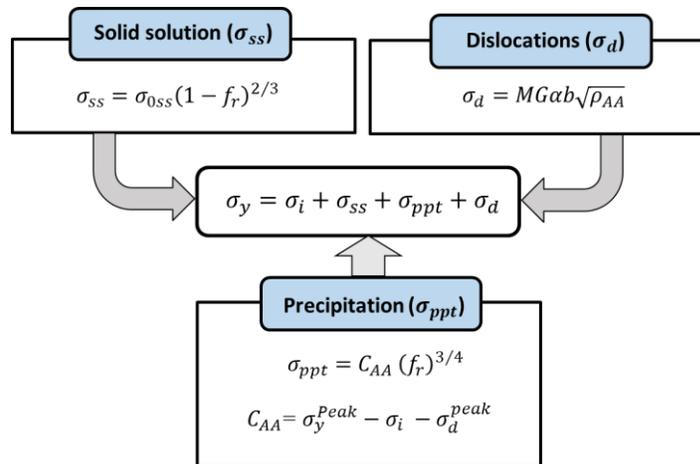 Solid solution (σ_ss)
σ_ss = σ_0ss(1 − f_r)^{2/3}
Dislocations (σ_d)
σ_d = MGαb√ρ_AA
σ_y = σ_i + σ_ss + σ_ppt + σ_d
Precipitation (σ_ppt)
σ_ppt = C_AA (f_r)^{3/4}
C_AA = σ_y^{Peak} − σ_i − σ_d^{peak}